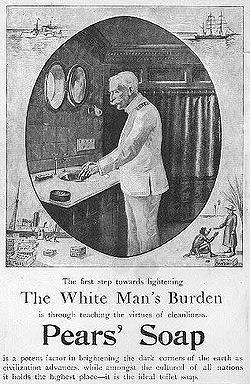 The first step towards lightening
The White Man's Burden
is through teaching the virtues of cleanliness.
Pears' Soap
is a potent factor in brightening the dark corners of the earth as
civilization advances, while amongst the cultured of all nations
it holds the highest place—it is the ideal toilet soap.